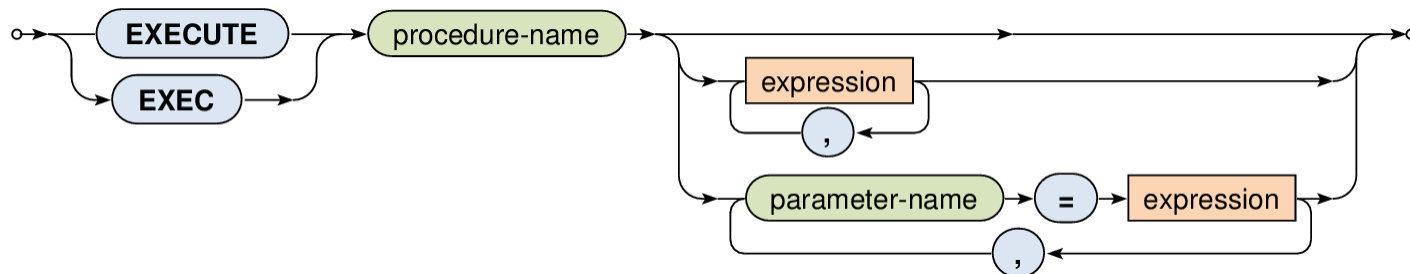 EXECUTE procedure-name
expression
EXEC
,
parameter-name = expression
,